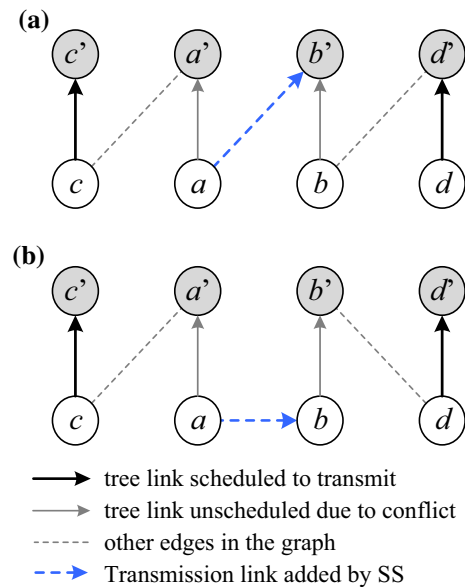 (a)
c’ a’ b’ d’
c a b d
(b)
c’ a’ b’ d’
c a b d
tree link scheduled to transmit
tree link unscheduled due to conflict
other edges in the graph
Transmission link added by SS